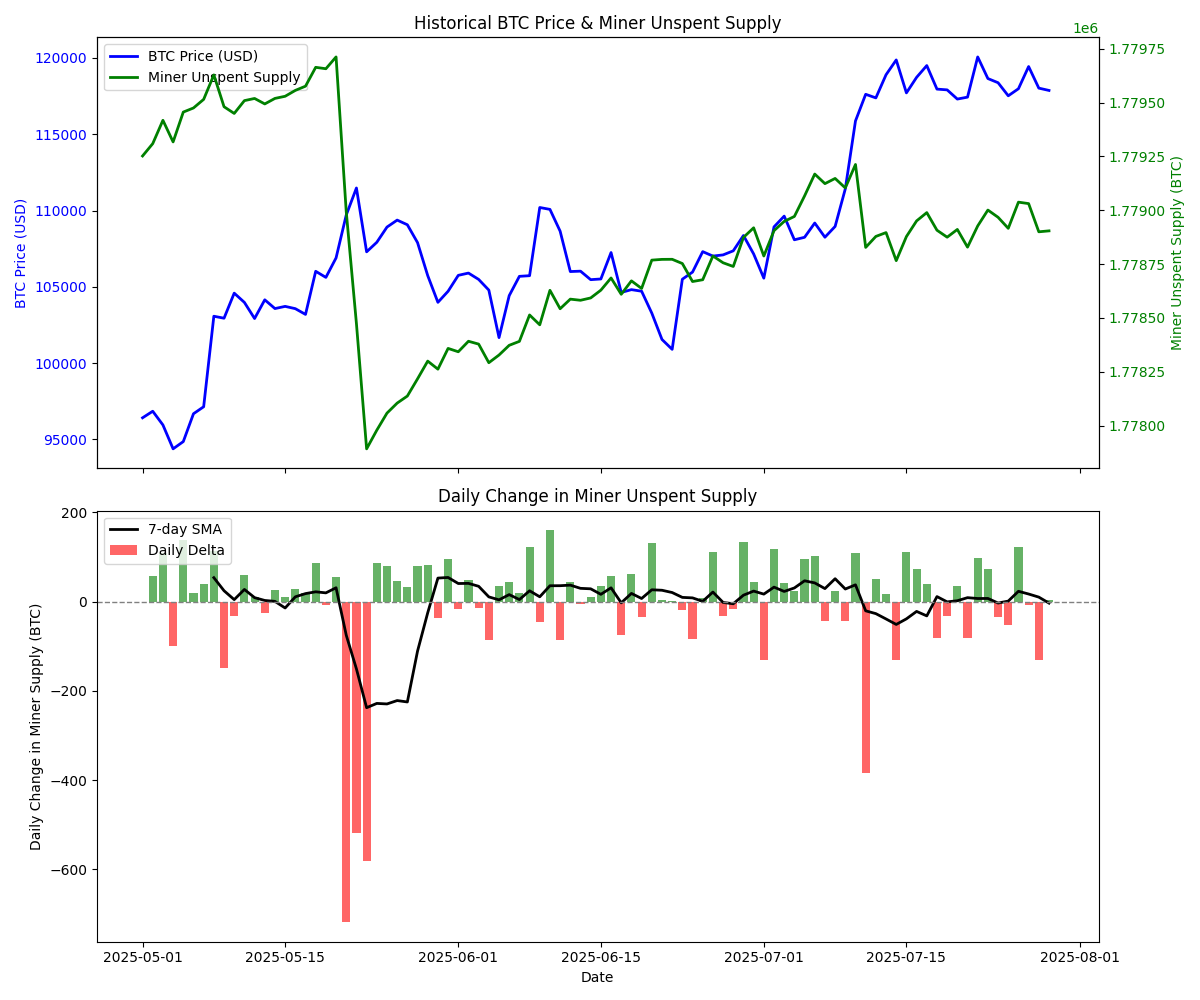 Historical BTC Price & Miner Unspent Supply
1e6
BTC Price (USD)
Miner Unspent Supply
120000
115000
110000
105000
100000
95000
BTC Price (USD)
1.77975
1.77950
1.77925
1.77900
1.77875
1.77850
1.77825
1.77800
Miner Unspent Supply (BTC)
Daily Change in Miner Unspent Supply
7-day SMA
Daily Delta
200
0
−200
−400
−600
Daily Change in Miner Supply (BTC)
2025-05-01 2025-05-15 2025-06-01 2025-06-15 2025-07-01 2025-07-15 2025-08-01
Date